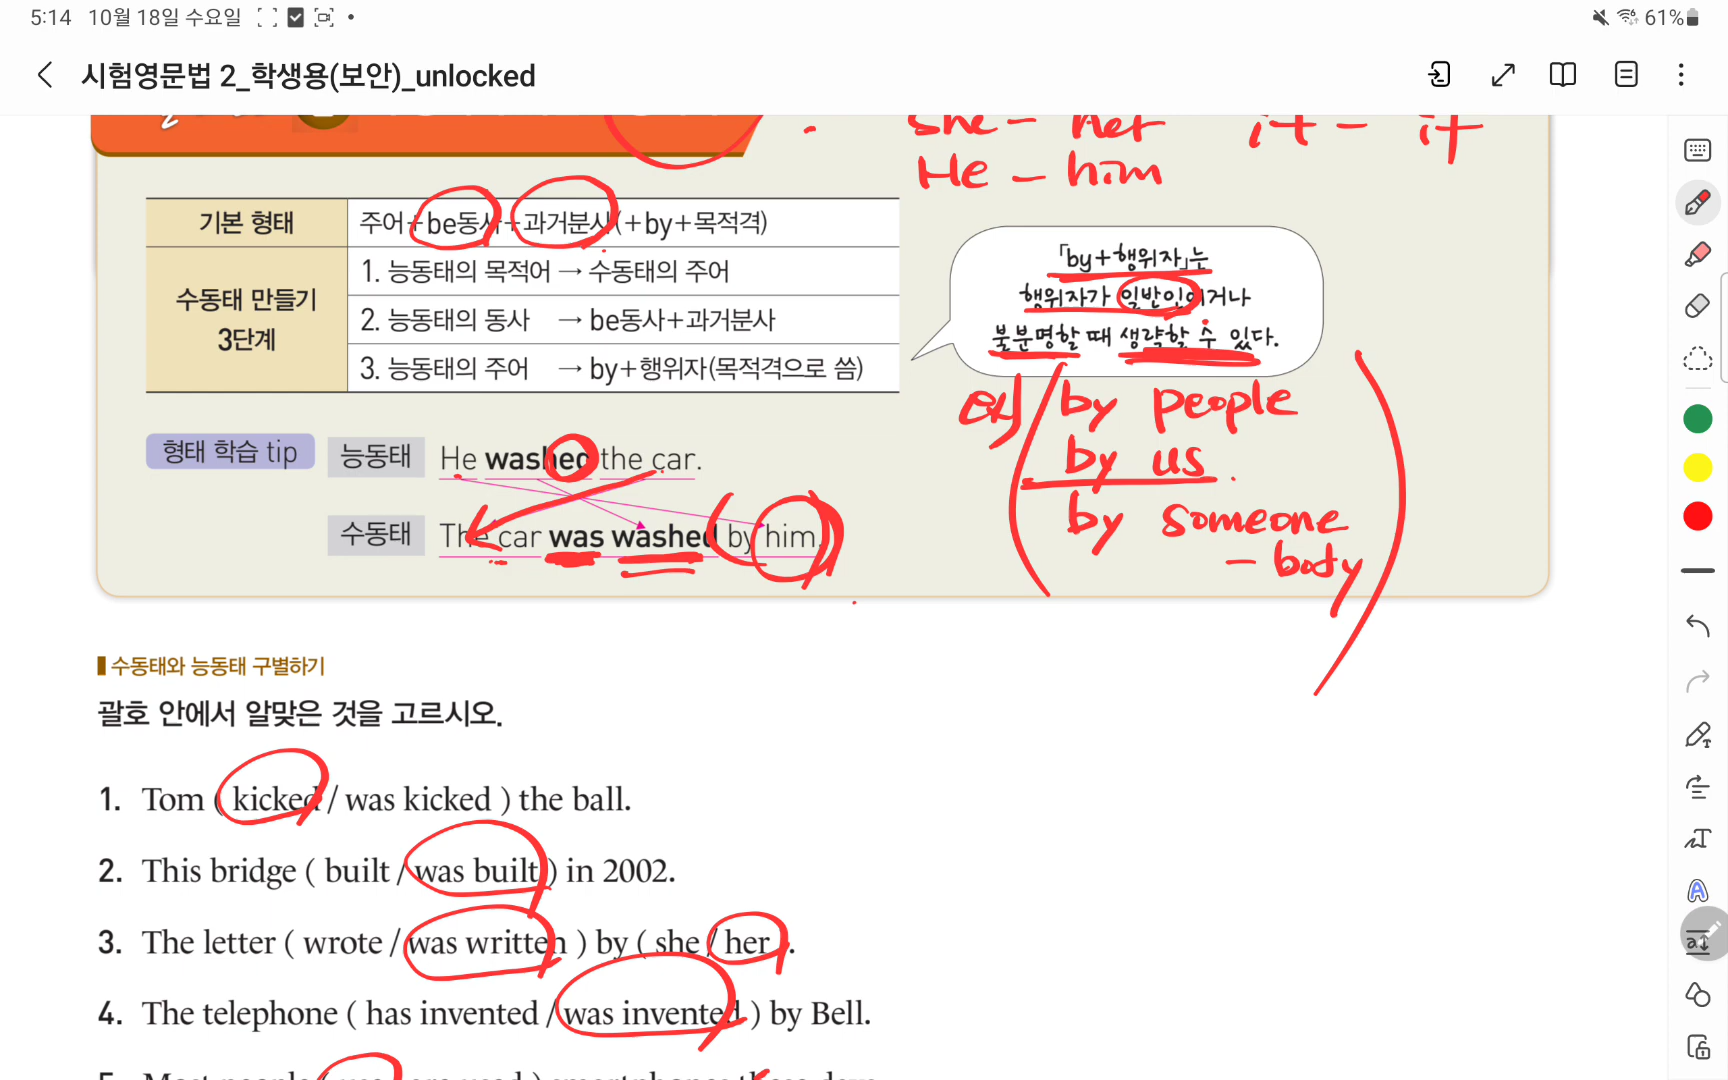 5:14 10월 18일 수요일
61%
시험영문법 2_학생용(보안)_unlocked
she - her it - it
He - him
기본 형태 주어+be동사+과거분사(+by+목적격)
수동태 만들기 3단계
1. 능동태의 목적어 → 수동태의 주어
2. 능동태의 동사 → be동사+과거분사
3. 능동태의 주어 → by+행위자(목적격으로 씀)
「by+행위자」는
행위자가 일반인이거나
불분명할 때 생략할 수 있다.
by people
by us
by someone
- body
형태 학습 tip 능동태 He washed the car.
수동태 The car was washed by him.
수동태와 능동태 구별하기
괄호 안에서 알맞은 것을 고르시오.
1. Tom ( kicked / was kicked ) the ball.
2. This bridge ( built / was built ) in 2002.
3. The letter ( wrote / was written ) by ( she / her ).
4. The telephone ( has invented / was invented ) by Bell.
5. Most people ( use / are used ) smartphones these days.